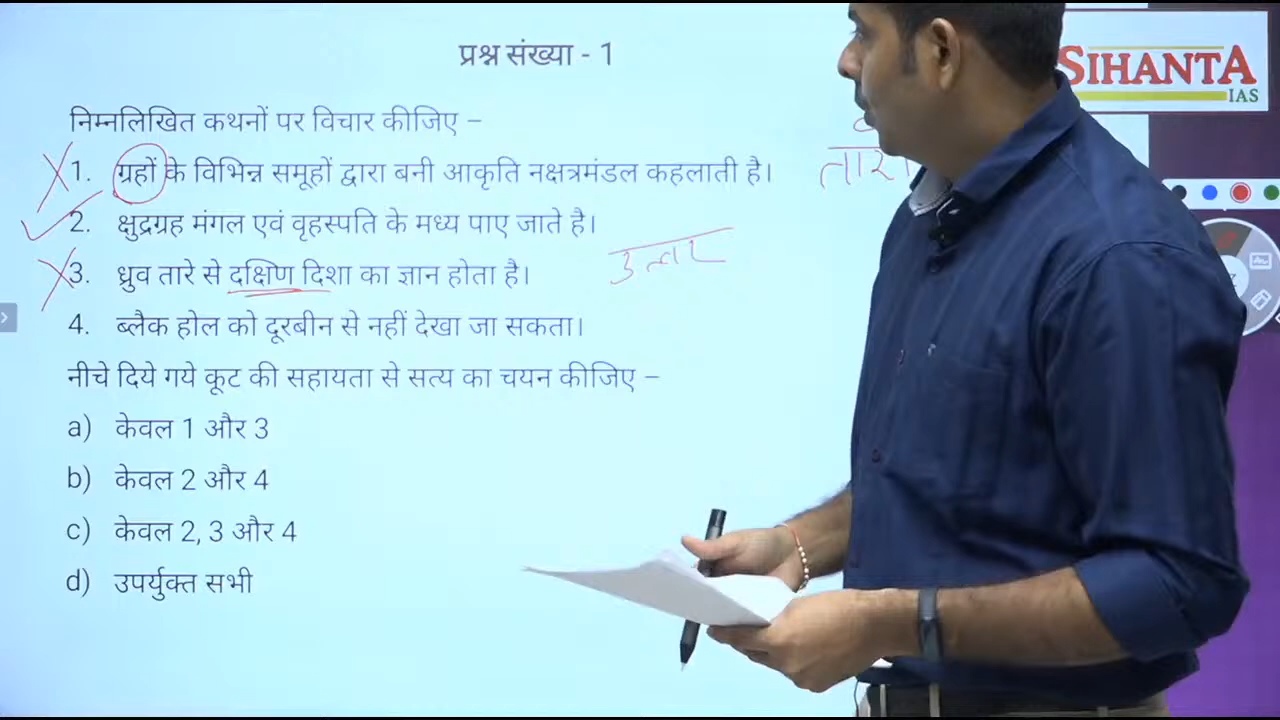 प्रश्न संख्या - 1
SIHANTA
IAS
निम्नलिखित कथनों पर विचार कीजिए –
1. ग्रहों के विभिन्न समूहों द्वारा बनी आकृति नक्षत्रमंडल कहलाती है।
तारा
2. क्षुद्रग्रह मंगल एवं वृहस्पति के मध्य पाए जाते है।
3. ध्रुव तारे से दक्षिण दिशा का ज्ञान होता है।
उत्तर
4. ब्लैक होल को दूरबीन से नहीं देखा जा सकता।
नीचे दिये गये कूट की सहायता से सत्य का चयन कीजिए –
a) केवल 1 और 3
b) केवल 2 और 4
c) केवल 2, 3 और 4
d) उपर्युक्त सभी